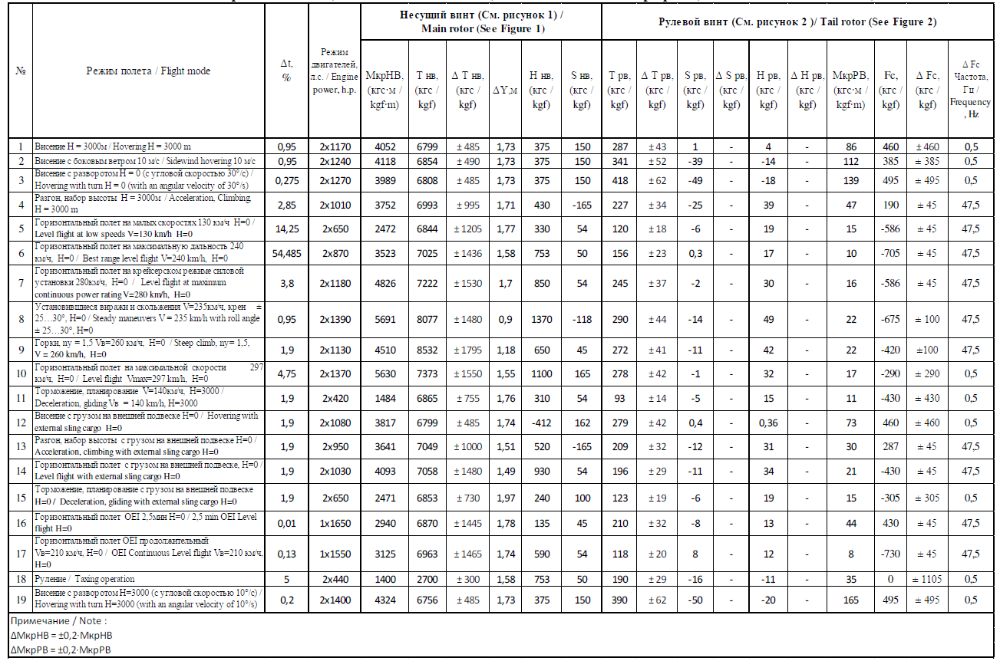 Несущий винт (См. рисунок 1) /
Main rotor (See Figure 1)
Рулевой винт (См. рисунок 2 )/ Tail rotor (See Figure 2)
№
Режим полета / Flight mode
Δt,
%
Режим
двигателей,
л.с. / Engine
power, h.p.
МкрНВ,
(кгс·м /
kgf·m)
Т нв,
(кгс /
kgf)
Δ Т нв,
(кгс /
kgf)
ΔY,м
Н нв,
(кгс /
kgf)
S нв,
(кгс /
kgf)
Т рв,
(кгс /
kgf)
Δ Т рв,
(кгс /
kgf)
S рв,
(кгс /
kgf)
Δ S рв,
(кгс /
kgf)
Н рв,
(кгс /
kgf)
Δ Н рв,
(кгс /
kgf)
МкрРВ,
(кгс·м /
kgf·m)
Fc,
(кгс /
kgf)
Δ Fc,
(кгс /
kgf)
Δ Fc
Частота,
Гц /
Frequency
, Hz
1 Висение Н = 3000м / Hovering H = 3000 m 0,95 2x1170 4052 6799 ± 485 1,73 375 150 287 ± 43 1 - 4 - 86 460 ± 460 0,5
2 Висение с боковым ветром 10 м/с / Sidewind hovering 10 м/с 0,95 2x1240 4118 6854 ± 490 1,73 375 150 341 ± 52 -39 - -14 - 112 385 ± 385 0,5
Висение с разворотом Н = 0 (с угловой скоростью 30°/с) /
3 Hovering with turn H = 0 (with an angular velocity of 30°/s) 0,275 2x1270 3989 6808 ± 485 1,73 375 150 418 ± 62 -49 - -18 - 139 495 ± 495 0,5
Разгон, набор высоты Н = 3000м / Acceleration, Climbing
4 H = 3000 m 2,85 2x1010 3752 6993 ± 995 1,71 430 -165 227 ± 34 -25 - 39 - 47 190 ± 45 47,5
Горизонтальный полет на малых скоростях 130 км/ч Н=0 /
5 Level flight at low speeds V=130 km/h H=0 14,25 2x650 2472 6844 ± 1205 1,77 330 54 120 ± 18 -6 - 19 - 15 -586 ± 45 47,5
Горизонтальный полет на максимальную дальность 240
6 км/ч, Н=0 / Best range level flight V=240 km/h, H=0 54,485 2x870 3523 7025 ± 1436 1,58 753 50 156 ± 23 0,3 - 17 - 10 -705 ± 45 47,5
Горизонтальный полет на крейсерском режиме силовой
7 установки 280км/ч, Н=0 / Level flight at maximum 3,8 2x1180 4826 7222 ± 1530 1,7 850 54 245 ± 37 -2 - 30 - 16 -586 ± 45 47,5
continuous power rating V=280 km/h, H=0
Установившиеся виражи и скольжения V=235км/ч, крен ±
8 25…30°, Н=0 / Steady maneuvers V = 235 km/h with roll angle 0,95 2x1390 5691 8077 ± 1480 0,9 1370 -118 290 ± 44 -14 - 49 - 22 -675 ± 100 47,5
± 25…30°, H=0
Горки, пу = 1,5 Vв=260 км/ч, Н=0 / Steep climb, ny= 1,5,
9 V = 260 km/h, H=0 1,9 2x1130 4510 8532 ± 1795 1,18 650 45 272 ± 41 -11 - 42 - 22 -420 ±100 47,5
Горизонтальный полет на максимальной скорости 297
10 км/ч, Н=0 / Level flight Vmax=297 km/h, H=0 4,75 2x1370 5630 7373 ± 1550 1,55 1100 165 278 ± 42 -1 - 32 - 17 -290 ± 290 0,5
Торможение, планирование V=140км/ч, Н=3000 /
11 Deceleration, gliding Vв = 140 km/h, H=3000 1,9 2x420 1484 6865 ± 755 1,76 310 54 93 ± 14 -5 - 15 - 11 -430 ± 430 0,5
Висение с грузом на внешней подвеске Н=0 / Hovering with
12 external sling cargo H=0 1,9 2x1080 3817 6799 ± 485 1,74 -412 162 279 ± 42 0,4 - 0,36 - 73 460 ± 460 0,5
Разгон, набор высоты с грузом на внешней подвеске Н=0 /
13 Acceleration, climbing with external sling cargo H=0 1,9 2x950 3641 7049 ± 1000 1,51 520 -165 209 ± 32 -12 - 31 - 30 287 ± 45 47,5
Горизонтальный полет с грузом на внешней подвеске, Н=0 /
14 Level flight with external sling cargo H=0 1,9 2x1030 4093 7058 ± 1480 1,49 930 54 196 ± 29 -11 - 34 - 21 -430 ± 45 47,5
Торможение, планирование с грузом на внешней подвеске
15 Н=0 / Deceleration, gliding with external sling cargo H=0 1,9 2x650 2471 6853 ± 730 1,97 240 100 123 ± 19 -6 - 19 - 15 -305 ± 305 0,5
Горизонтальный полет OEI 2,5мин Н=0 / 2,5 min OEI Level
16 flight H=0 0,01 1x1650 2940 6870 ± 1445 1,78 135 45 210 ± 32 -8 - 13 - 44 430 ± 45 47,5
Горизонтальный полет OEI продолжительный
17 Vв=210 км/ч, Н=0 / OEI Continuous Level flight Vв=210 км/ч, 0,13 1x1550 3125 6963 ± 1465 1,74 590 54 118 ± 20 8 - 12 - 8 -730 ± 45 47,5
H=0
18 Руление / Taxing operation 5 2x440 1400 2700 ± 300 1,58 753 50 190 ± 29 -16 - -11 - 35 0 ± 1105 0,5
Висение с разворотом Н=3000 (с угловой скоростью 10°/с) /
19 Hovering with turn H=3000 (with an angular velocity of 10°/s) 0,2 2x1400 4324 6756 ± 485 1,73 375 150 390 ± 62 -50 - -20 - 165 495 ± 495 0,5
Примечание / Note :
ΔМкрНВ = ±0,2·МкрНВ
ΔМкрРВ = ±0,2·МкрРВ